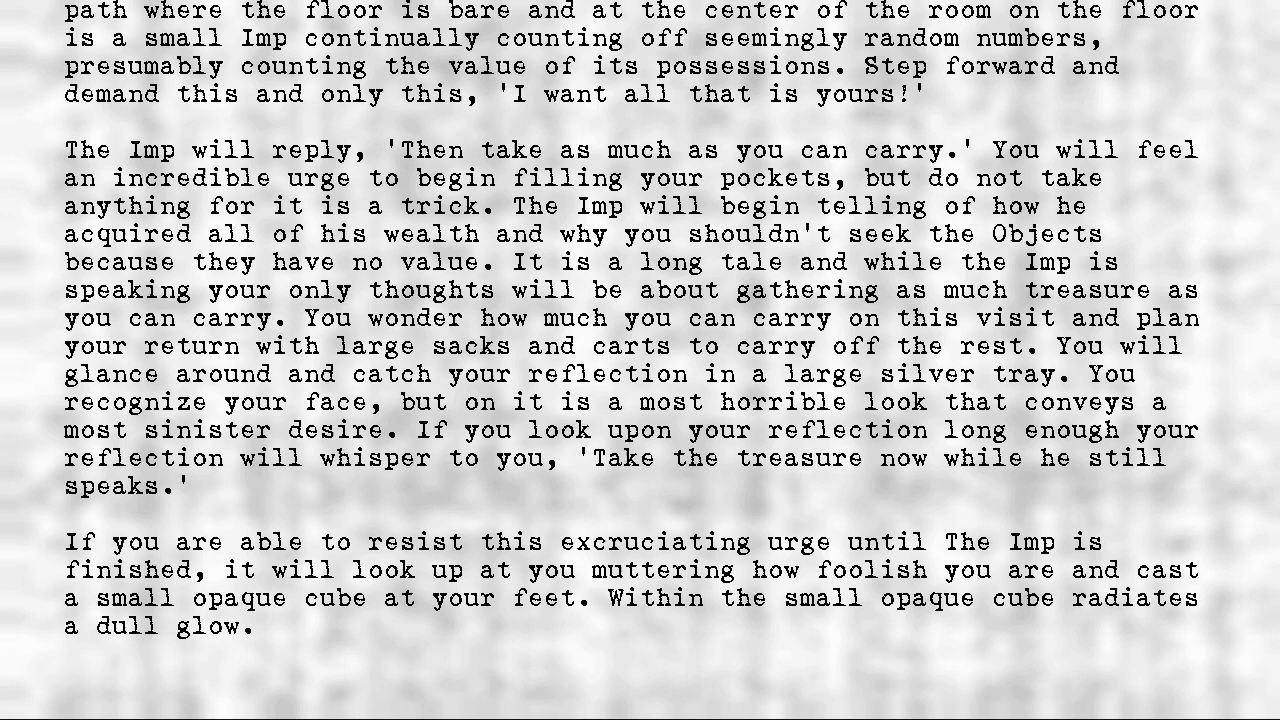 path where the floor is bare and at the center of the room on the floor
is a small Imp continually counting off seemingly random numbers,
presumably counting the value of its possessions. Step forward and
demand this and only this, 'I want all that is yours!'
The Imp will reply, 'Then take as much as you can carry.' You will feel
an incredible urge to begin filling your pockets, but do not take
anything for it is a trick. The Imp will begin telling of how he
acquired all of his wealth and why you shouldn't seek the Objects
because they have no value. It is a long tale and while the Imp is
speaking your only thoughts will be about gathering as much treasure as
you can carry. You wonder how much you can carry on this visit and plan
your return with large sacks and carts to carry off the rest. You will
glance around and catch your reflection in a large silver tray. You
recognize your face, but on it is a most horrible look that conveys a
most sinister desire. If you look upon your reflection long enough your
reflection will whisper to you, 'Take the treasure now while he still
speaks.'
If you are able to resist this excruciating urge until The Imp is
finished, it will look up at you muttering how foolish you are and cast
a small opaque cube at your feet. Within the small opaque cube radiates
a dull glow.